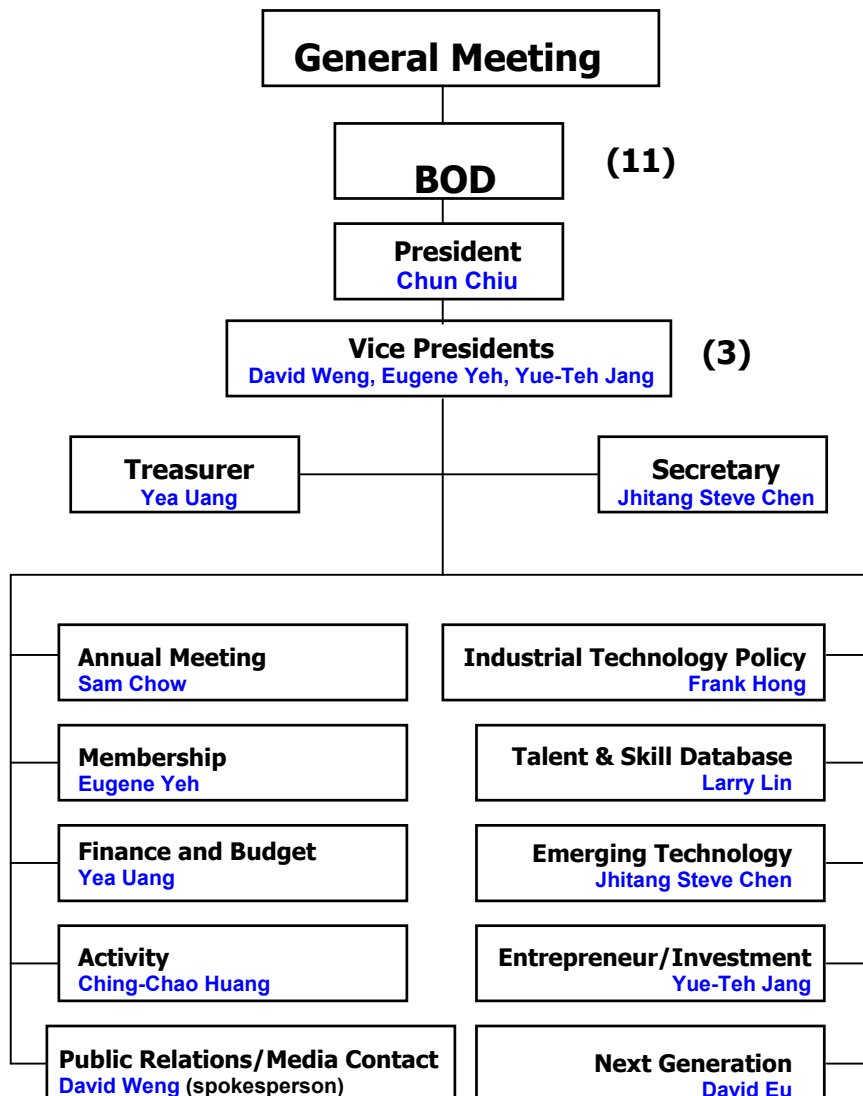 General Meeting
BOD
(11)
President
Chun Chiu
Vice Presidents
David Weng, Eugene Yeh, Yue-Teh Jang
(3)
Treasurer
Yea Uang
Secretary
Jhitang Steve Chen
Annual Meeting
Sam Chow
Industrial Technology Policy
Frank Hong
Membership
Eugene Yeh
Talent & Skill Database
Larry Lin
Finance and Budget
Yea Uang
Emerging Technology
Jhitang Steve Chen
Activity
Ching-Chao Huang
Entrepreneur/Investment
Yue-Teh Jang
Public Relations/Media Contact
David Weng (spokesperson)
Next Generation
David Eu